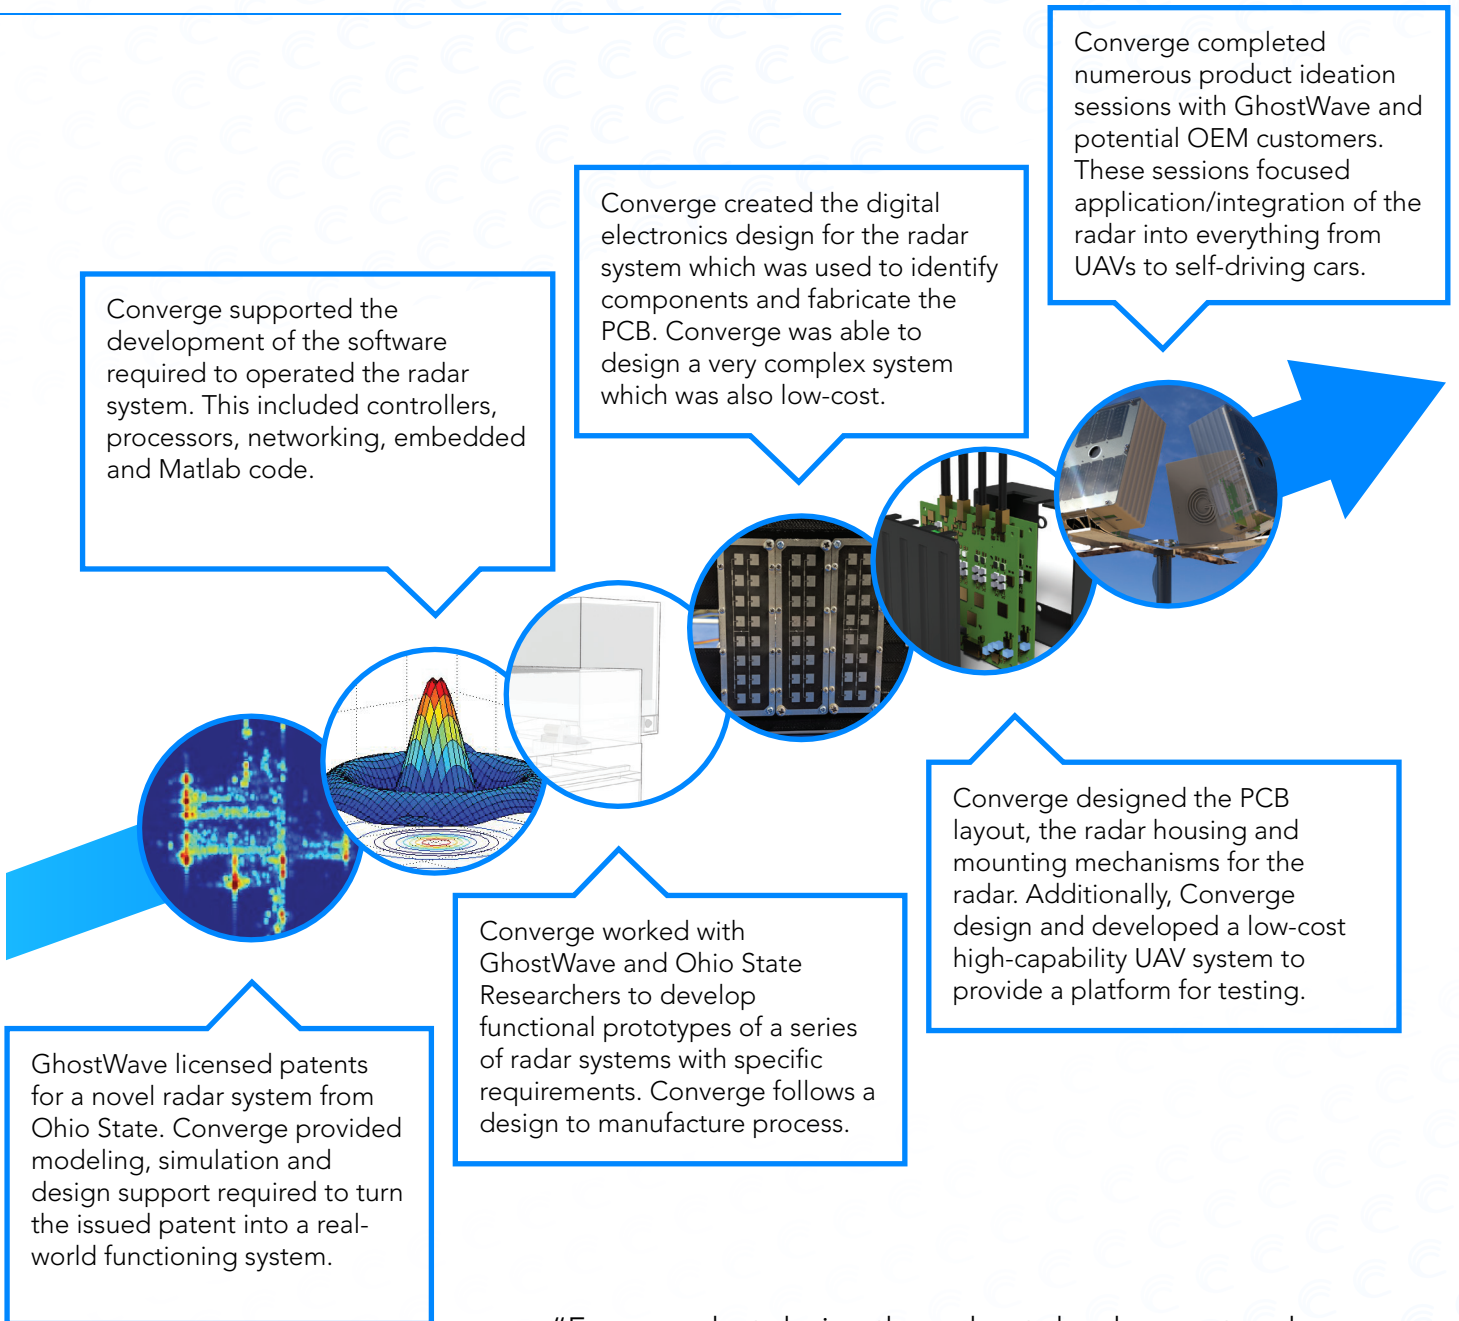 Converge completed
numerous product ideation
sessions with GhostWave and
potential OEM customers.
These sessions focused
application/integration of the
radar into everything from
UAVs to self-driving cars.
Converge created the digital
electronics design for the radar
system which was used to identify
components and fabricate the
PCB. Converge was able to
design a very complex system
which was also low-cost.
Converge supported the
development of the software
required to operated the radar
system. This included controllers,
processors, networking, embedded
and Matlab code.
Converge designed the PCB
layout, the radar housing and
mounting mechanisms for the
radar. Additionally, Converge
design and developed a low-cost
high-capability UAV system to
provide a platform for testing.
Converge worked with
GhostWave and Ohio State
Researchers to develop
functional prototypes of a series
of radar systems with specific
requirements. Converge follows a
design to manufacture process.
GhostWave licensed patents
for a novel radar system from
Ohio State. Converge provided
modeling, simulation and
design support required to turn
the issued patent into a real-
world functioning system.